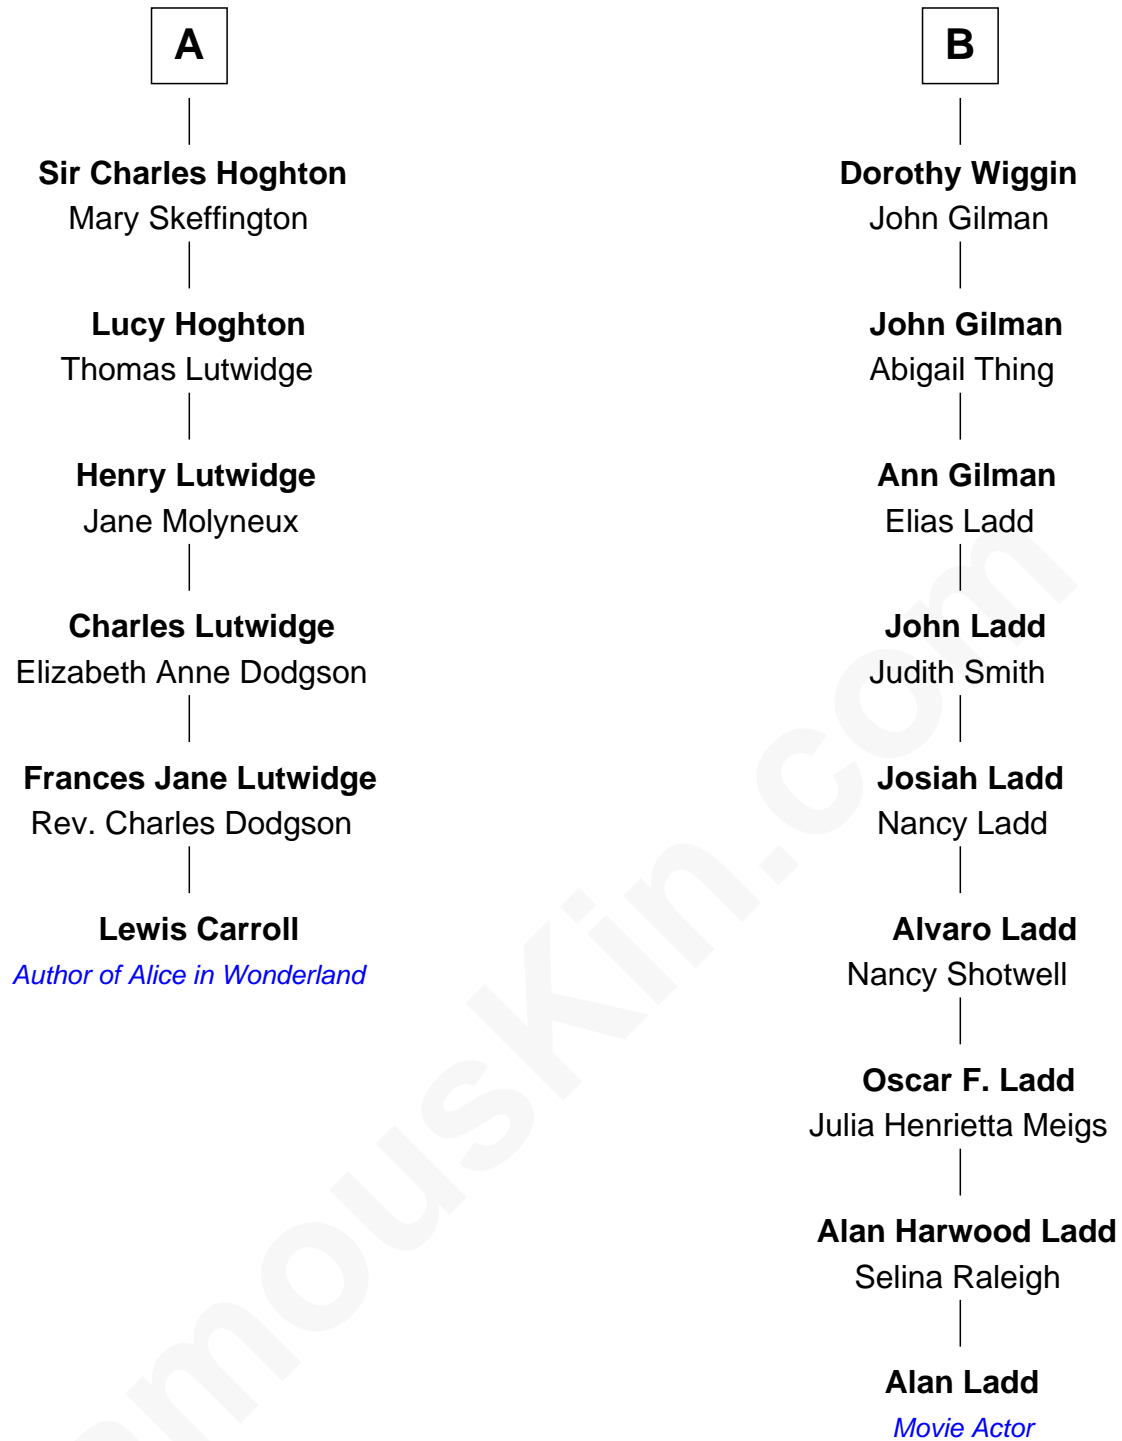 A
Sir Charles Hoghton
Mary Skeffington
Lucy Hoghton
Thomas Lutwidge
Henry Lutwidge
Jane Molyneux
Charles Lutwidge
Elizabeth Anne Dodgson
Frances Jane Lutwidge
Rev. Charles Dodgson
Lewis Carroll
Author of Alice in Wonderland
B
Dorothy Wiggin
John Gilman
John Gilman
Abigail Thing
Ann Gilman
Elias Ladd
John Ladd
Judith Smith
Josiah Ladd
Nancy Ladd
Alvaro Ladd
Nancy Shotwell
Oscar F. Ladd
Julia Henrietta Meigs
Alan Harwood Ladd
Selina Raleigh
Alan Ladd
Movie Actor
amouskin.com